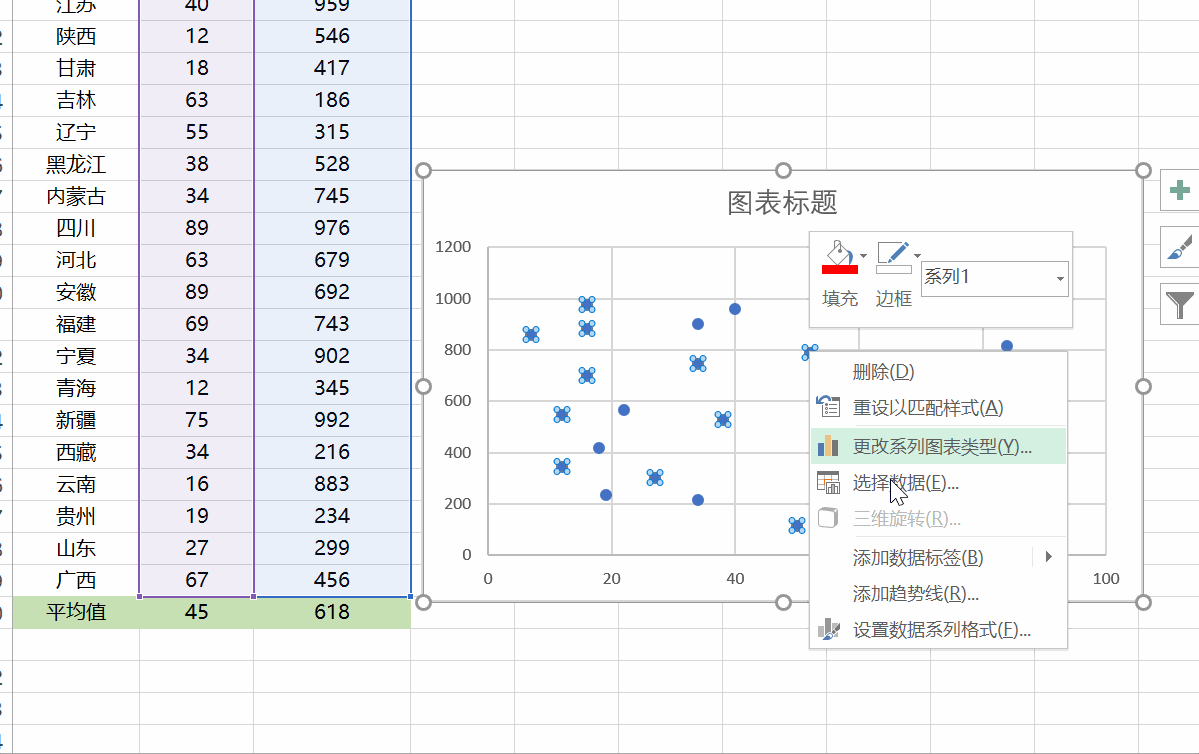 江苏 40 959
陕西 12 546
甘肃 18 417
吉林 63 186
辽宁 55 315
黑龙江 38 528
内蒙古 34 745
四川 89 976
河北 63 679
安徽 89 692
福建 69 743
宁夏 34 902
青海 12 345
新疆 75 992
西藏 34 216
云南 16 883
贵州 19 234
山东 27 299
广西 67 456
平均值 45 618
图表标题
1200
1000
800
600
400
200
0
0 20 40 100
系列1
填充 边框
删除(D)
重设以匹配样式(A)
更改系列图表类型(Y)...
选择数据(E)...
三维旋转(R)...
添加数据标签(B)
添加趋势线(R)...
设置数据系列格式(F)...